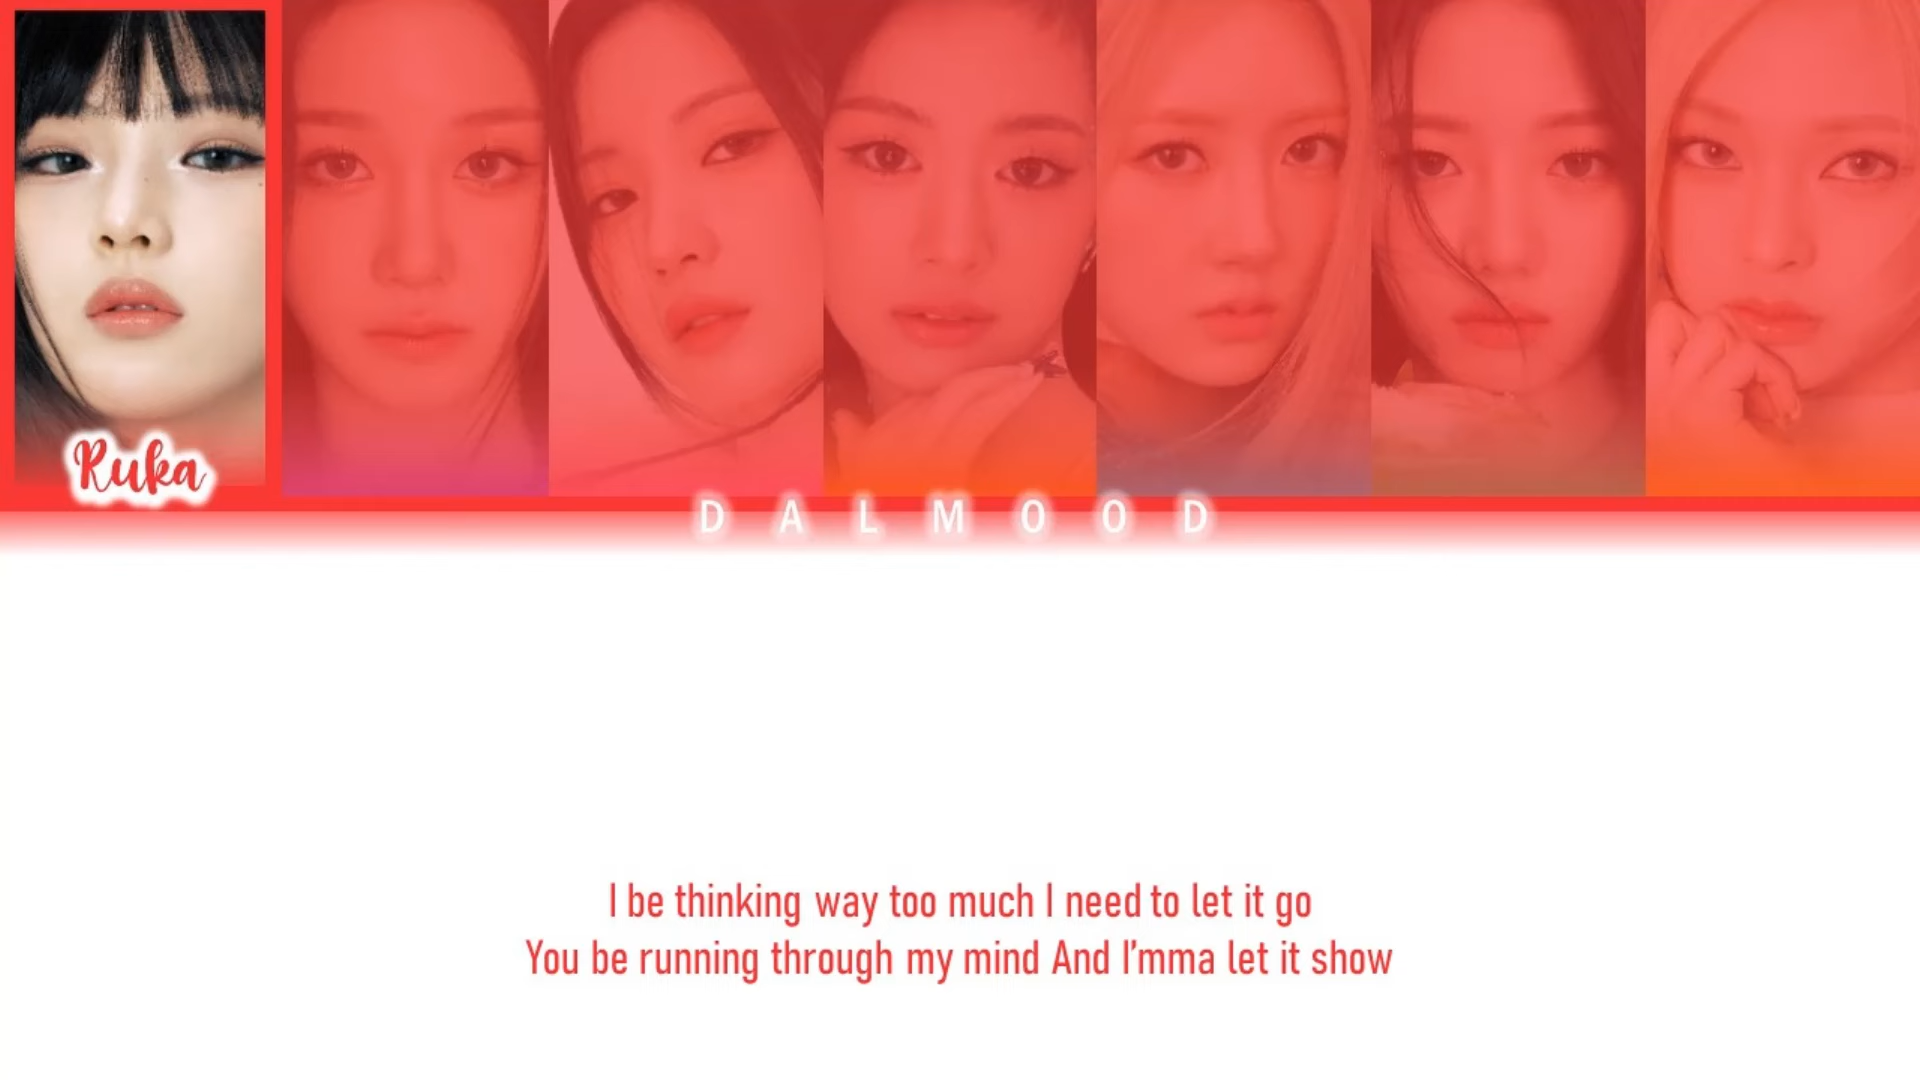 Ruka
DALMOOD
I be thinking way too much I need to let it go
You be running through my mind And I'mma let it show